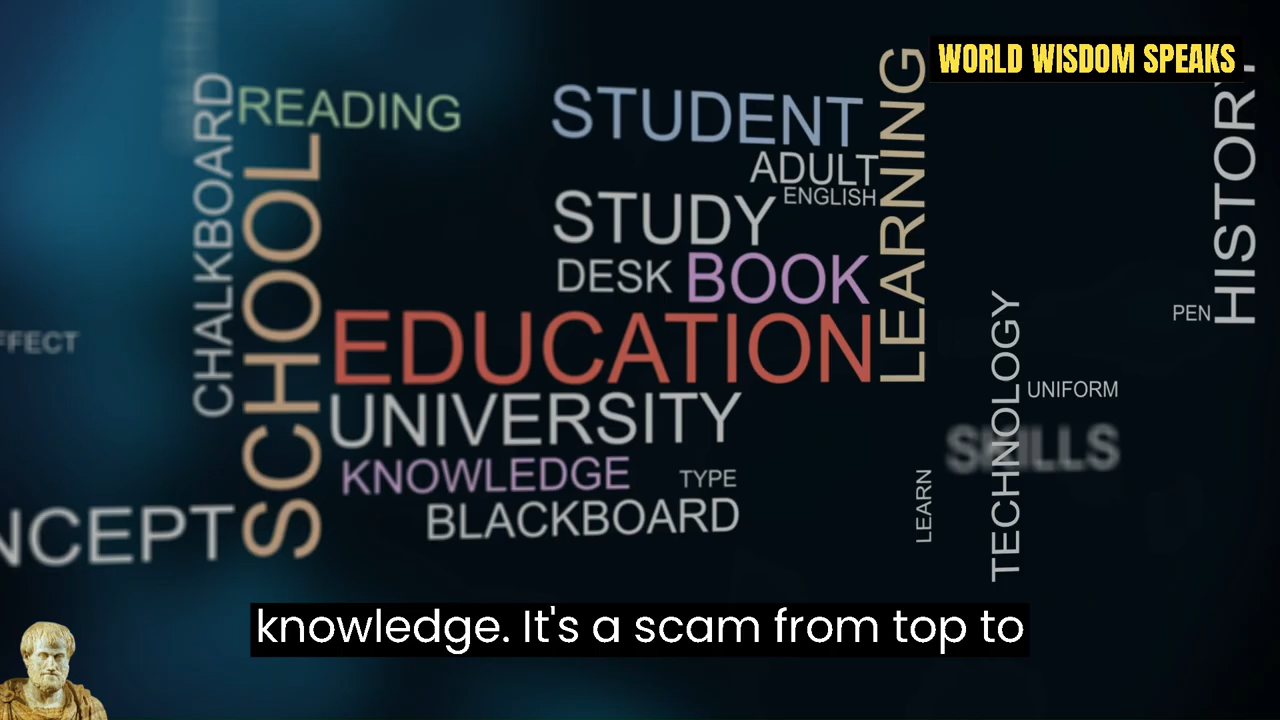 WORLD WISDOM SPEAKS
CHALKBOARD
READING
SCHOOL
STUDENT
ADULT
ENGLISH
LEARNING
HISTORY
STUDY
DESK
BOOK
PEN
EDUCATION
TECHNOLOGY
FFECT
UNIFORM
UNIVERSITY
SKILLS
KNOWLEDGE
TYPE
LEARN
BLACKBOARD
NCEPT
knowledge. It's a scam from top to